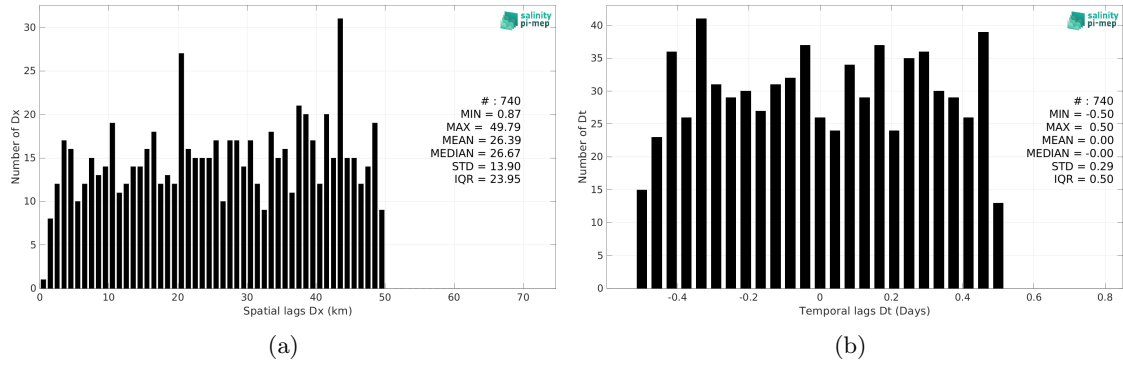 salinity
pi-mep
30
25
20
15
10
5
0
Number of Dx
# : 740
MIN = 0.87
MAX = 49.79
MEAN = 26.39
MEDIAN = 26.67
STD = 13.90
IQR = 23.95
0 10 20 30 40 50 60 70
Spatial lags Dx (km)
(a)
salinity
pi-mep
40
35
30
25
20
15
10
5
0
Number of Dt
# : 740
MIN = -0.50
MAX = 0.50
MEAN = 0.00
MEDIAN = -0.00
STD = 0.29
IQR = 0.50
-0.4 -0.2 0 0.2 0.4 0.6 0.8
Temporal lags Dt (Days)
(b)